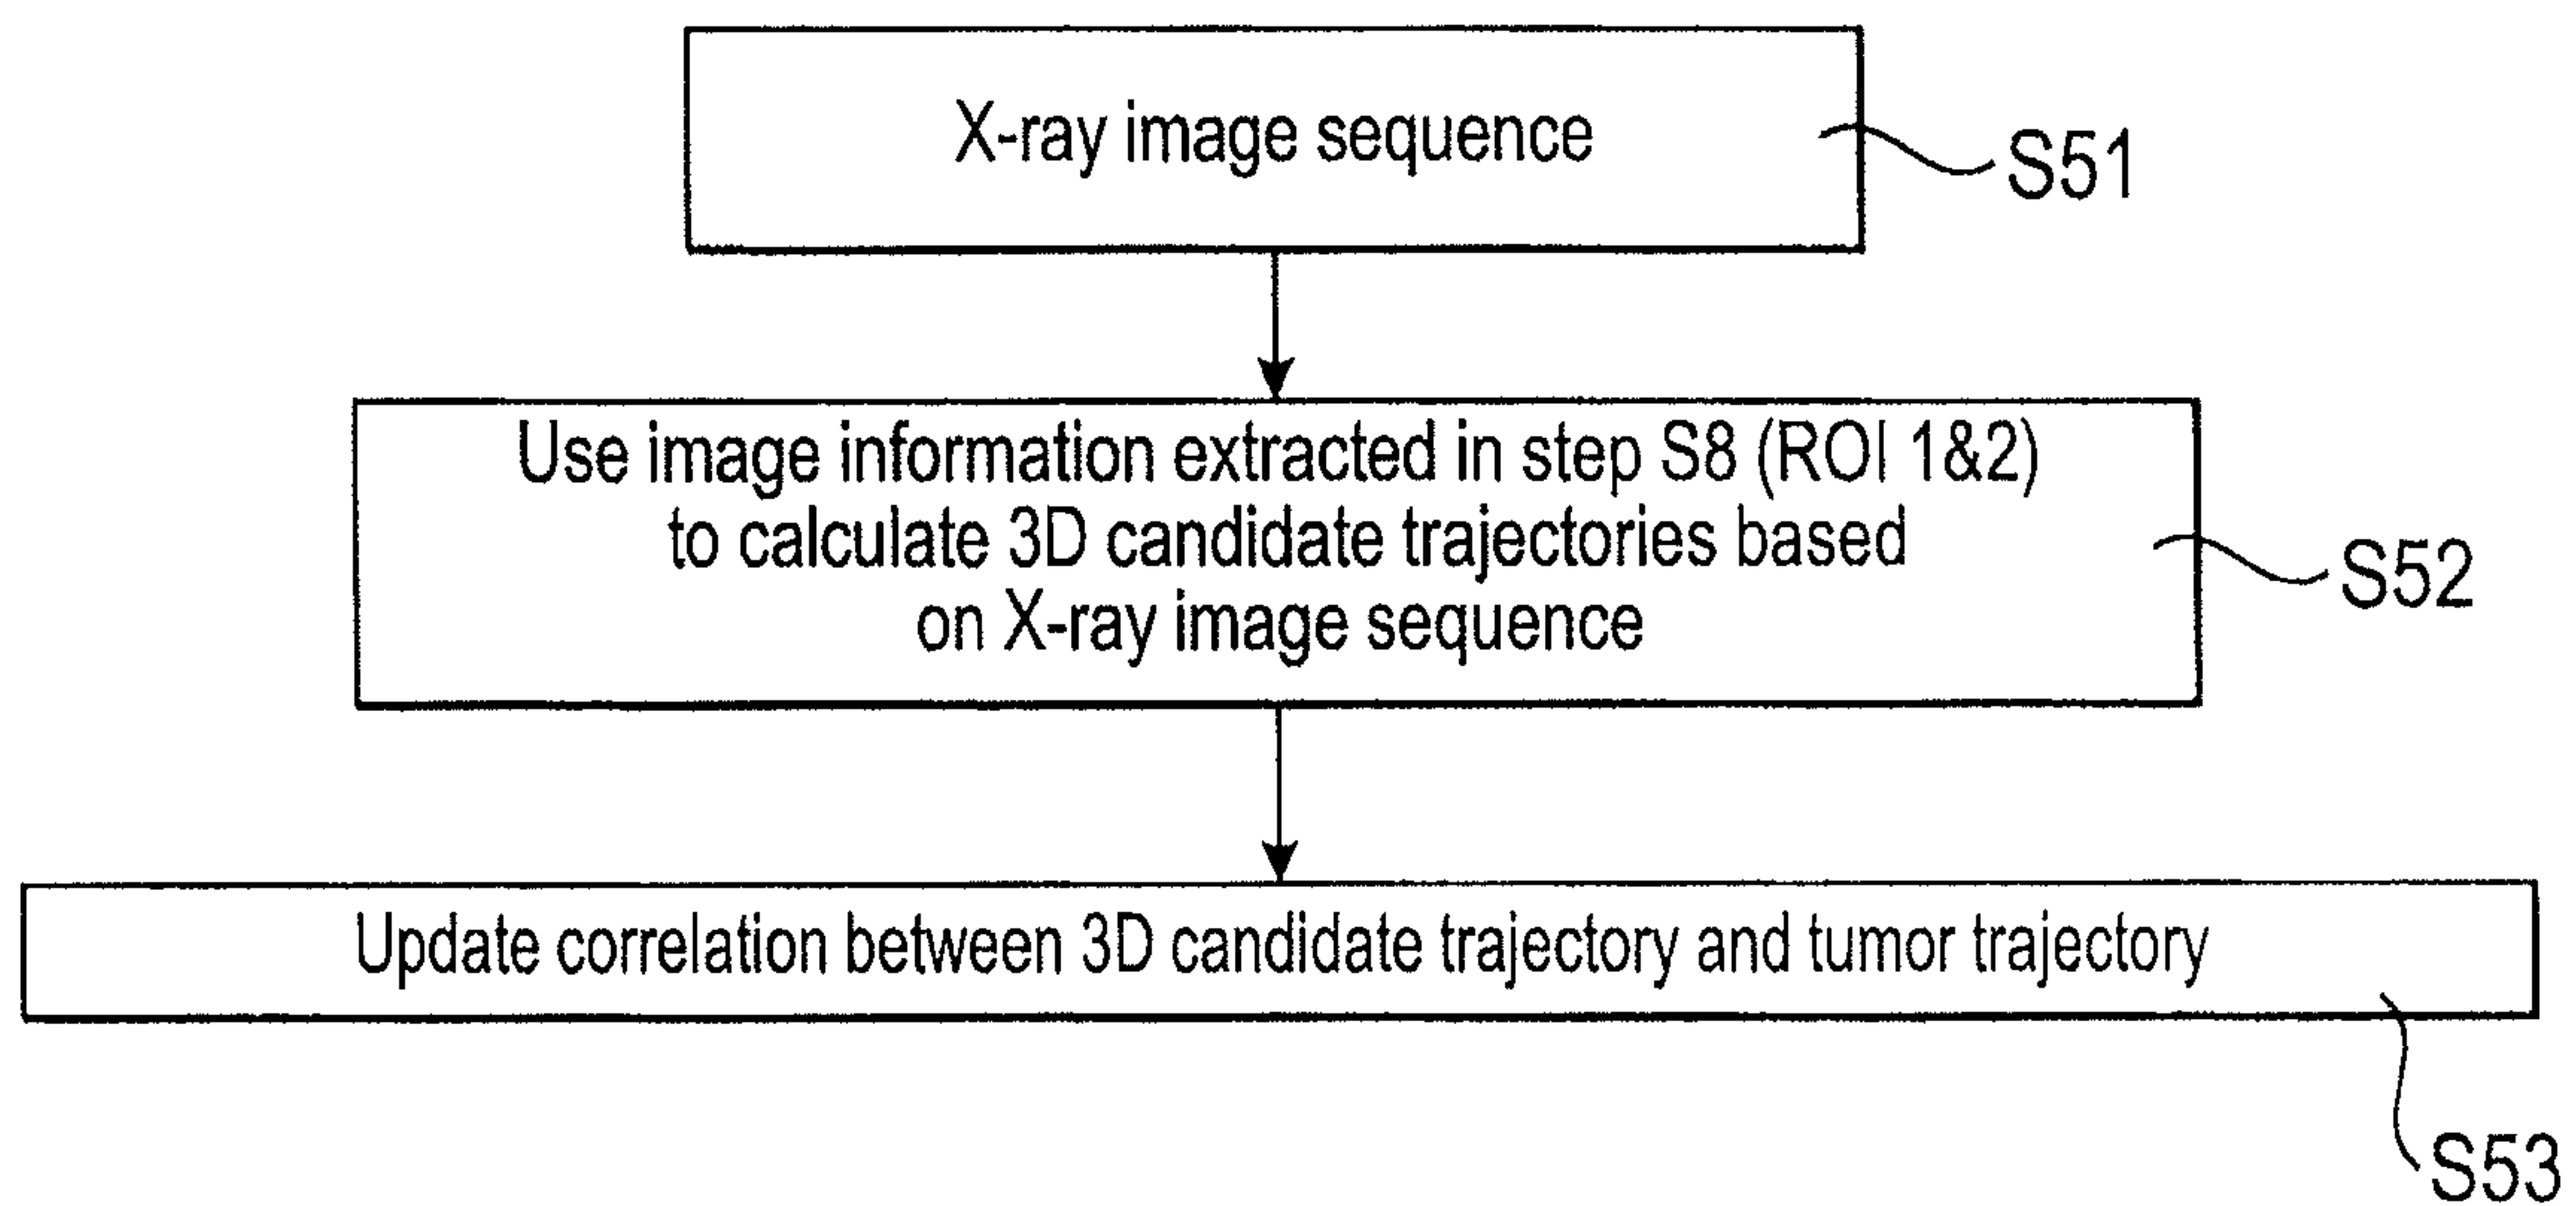 X-ray image sequence
S51
Use image information extracted in step S8 (ROI 1&2)
to calculate 3D candidate trajectories based
on X-ray image sequence
S52
Update correlation between 3D candidate trajectory and tumor trajectory
S53